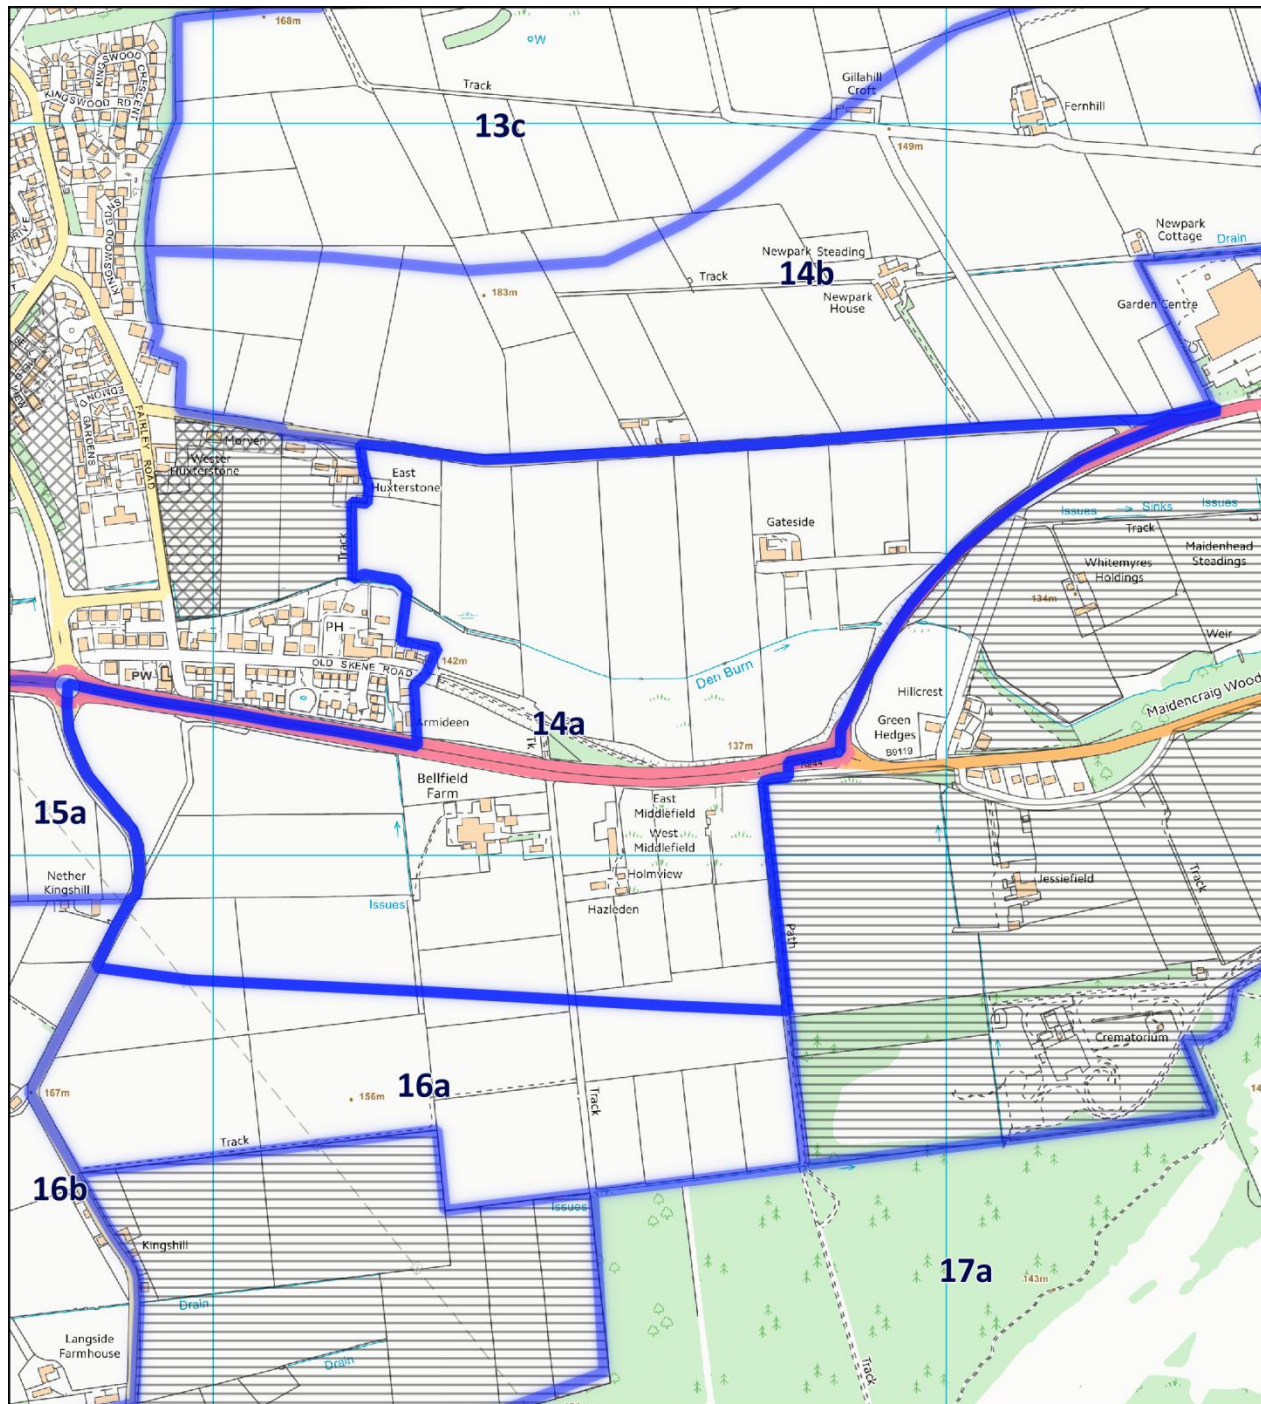 168m
W
KINGSWOOD CRESCENT
KINGSWOOD RD
Track
Gillahill
Croft
Fernhill
13c
149m
DRIVE
KINGSWOOD GDNS
Newpark
Cottage
Drain
Newpark Steading
14b
Track
183m
Newpark
House
Garden Centre
VIEW
EDMOND
GARDENS
FAIRLEY ROAD
Morven
Wester
Huxterstone
East
Huxterstone
Issues
Sinks
Issues
Track
Gateside
Track
Whitemyres
Holdings
Maidenhead
Steadings
134m
PH
Weir
OLD SKENE ROAD
142m
Den Burn
PW
Hillcrest
Maidencraig Wood
Armideen
14a
Green
Hedges
137m
B9119
Tk
A944
Bellfield
Farm
15a
East
Middlefield
West
Middlefield
Nether
Kingshill
Holmview
Jessiefield
Track
Issues
Hazleden
Path
Crematorium
16a
167m
156m
Track
Track
16b
Issues
Kingshill
17a
143m
Drain
Langside
Farmhouse
Drain
Track